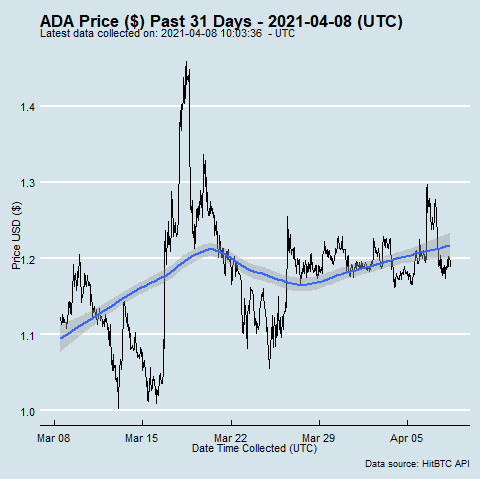 ADA Price ($) Past 31 Days - 2021-04-08 (UTC)
Latest data collected on: 2021-04-08 10:03:36  - UTC
Price USD ($)
1.4
1.3
1.2
1.1
1.0
Mar 08 Mar 15 Mar 22 Mar 29 Apr 05
Date Time Collected (UTC)
Data source: HitBTC API